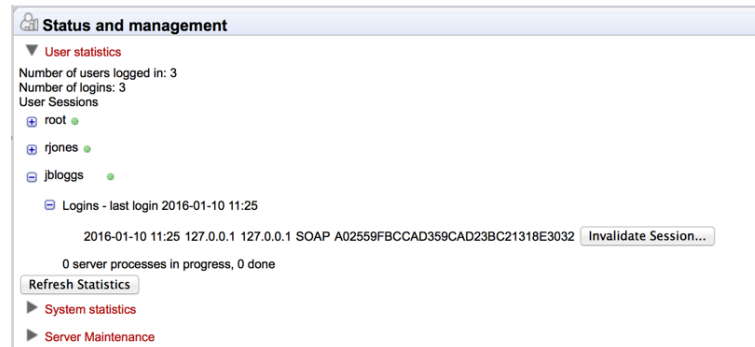 Status and management
User statistics
Number of users logged in: 3
Number of logins: 3
User Sessions
root
rjones
jbloggs
Logins - last login 2016-01-10 11:25
2016-01-10 11:25 127.0.0.1 127.0.0.1 SOAP A02559FBCCAD359CAD23BC21318E3032 Invalidate Session...
0 server processes in progress, 0 done
Refresh Statistics
System statistics
Server Maintenance